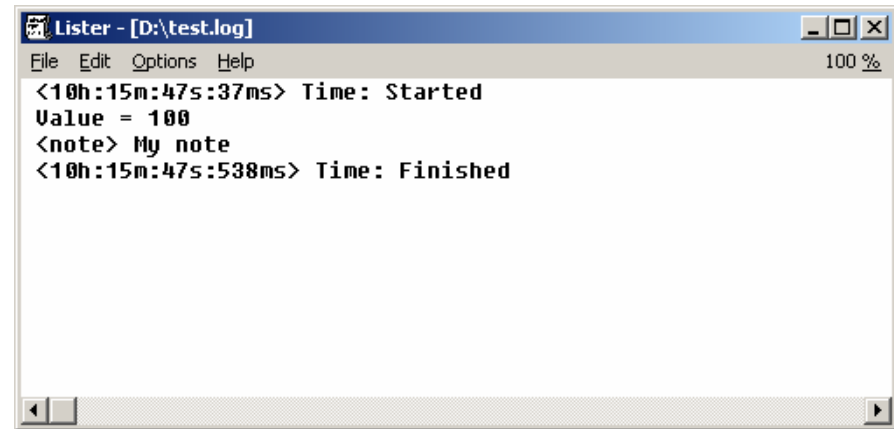 Lister - [D:\test.log]
File Edit Options Help 100 %
<10h:15m:47s:37ms> Time: Started
Value = 100
<note> My note
<10h:15m:47s:538ms> Time: Finished